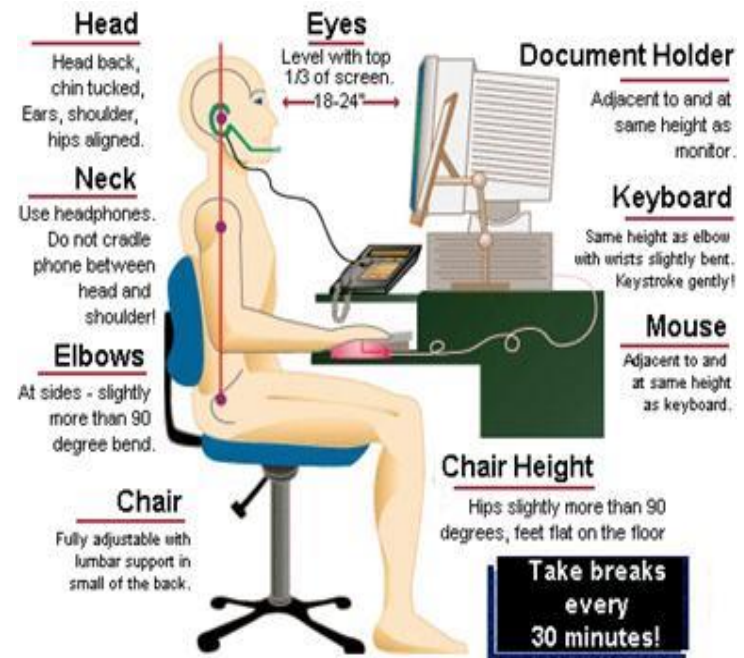 Head
Head back,
chin tucked,
Ears, shoulder,
hips aligned.
Eyes
Level with top
1/3 of screen.
18-24"
Document Holder
Adjacent to and at
same height as
monitor.
Neck
Use headphones.
Do not cradle
phone between
head and
shoulder!
Keyboard
Same height as elbow
with wrists slightly bent.
Keystroke gently!
Elbows
At sides - slightly
more than 90
degree bend.
Mouse
Adjacent to and
at same height
as keyboard.
Chair
Fully adjustable with
lumbar support in
small of the back.
Chair Height
Hips slightly more than 90
degrees, feet flat on the floor
Take breaks
every
30 minutes!